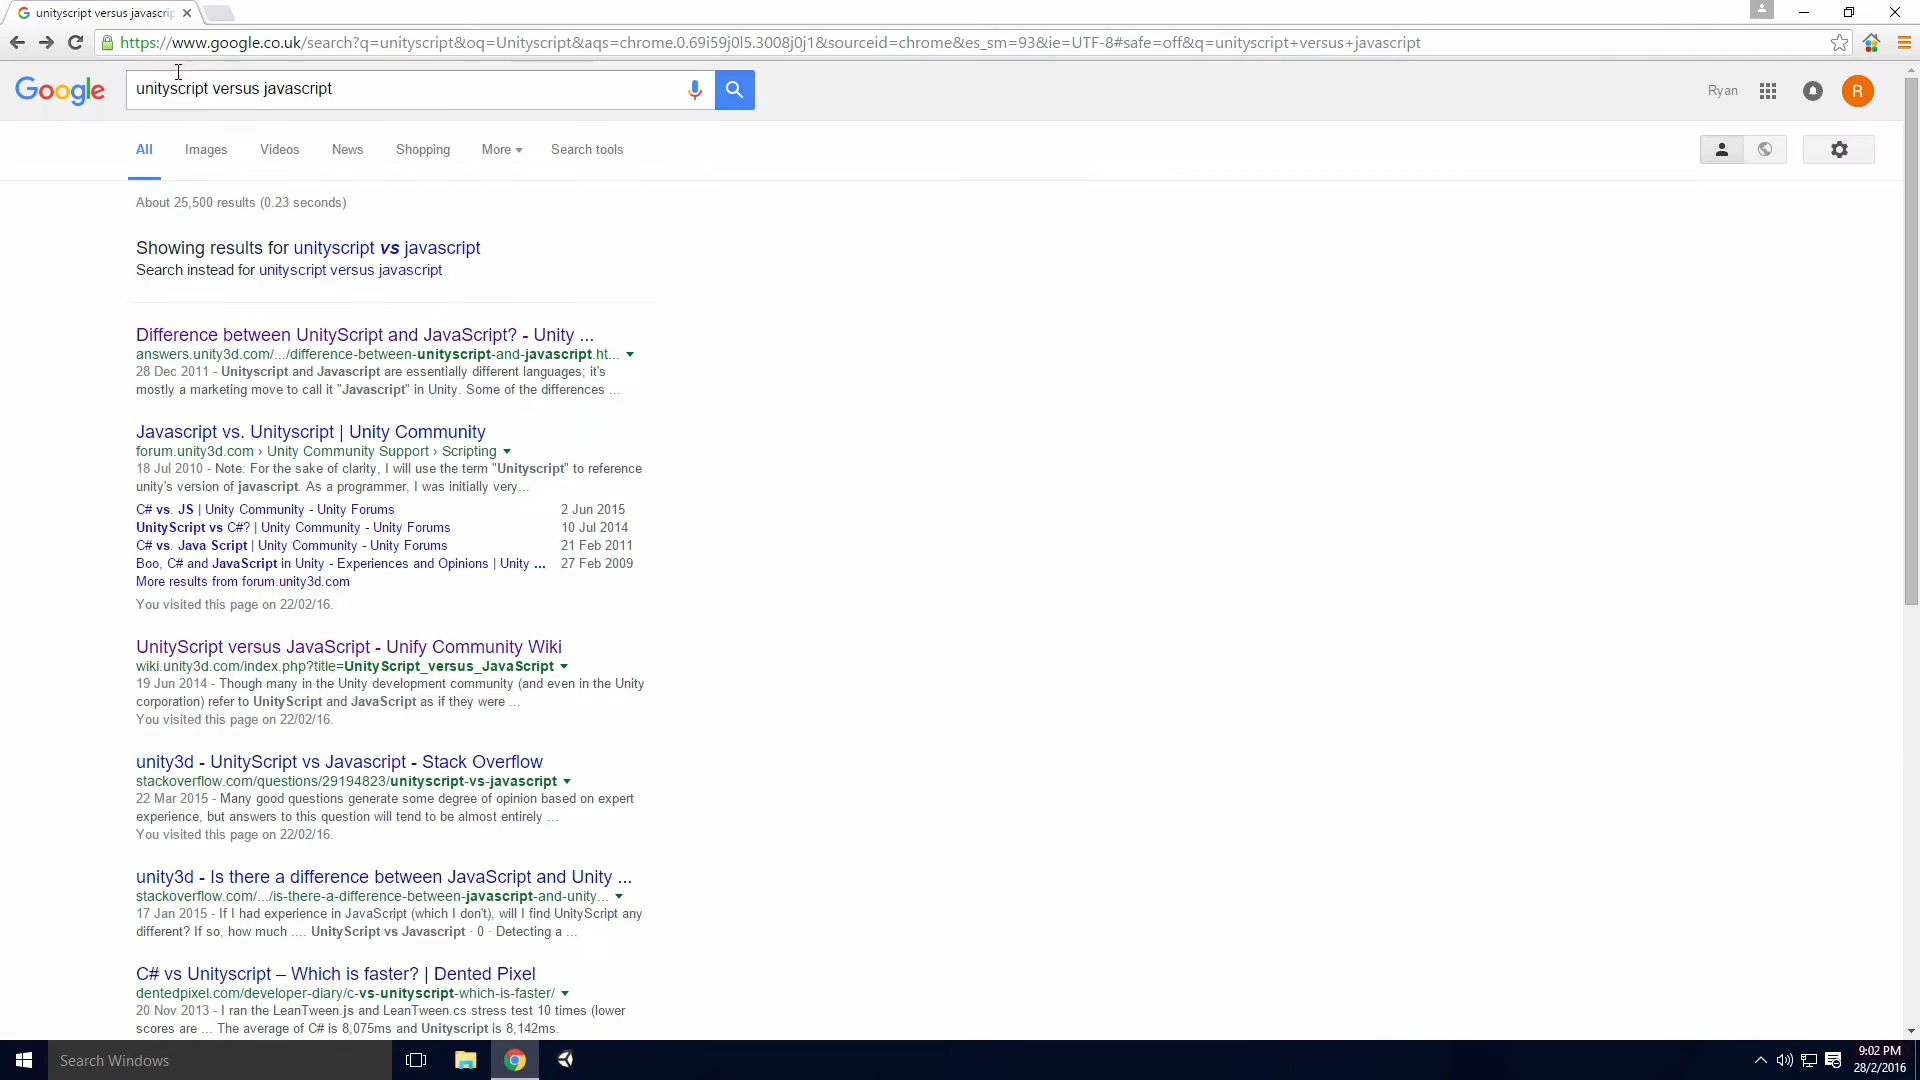 unityscript versus javascrip
https://www.google.co.uk/search?q=unityscript&oq=Unityscript&aqs=chrome.0.69i59j0l5.3008j0j1&sourceid=chrome&es_sm=93&ie=UTF-8#safe=off&q=unityscript+versus+javascript
Google
unityscript versus javascript
Ryan
R
All Images Videos News Shopping More Search tools
About 25,500 results (0.23 seconds)
Showing results for unityscript vs javascript
Search instead for unityscript versus javascript
Difference between UnityScript and JavaScript? - Unity ...
answers.unity3d.com/.../difference-between-unityscript-and-javascript.ht...
28 Dec 2011 - Unityscript and Javascript are essentially different languages; it's
mostly a marketing move to call it "Javascript" in Unity. Some of the differences ...
Javascript vs. Unityscript | Unity Community
forum.unity3d.com › Unity Community Support › Scripting
18 Jul 2010 - Note: For the sake of clarity, I will use the term "Unityscript" to reference
unity's version of javascript. As a programmer, I was initially very...
C# vs. JS | Unity Community - Unity Forums 2 Jun 2015
UnityScript vs C#? | Unity Community - Unity Forums 10 Jul 2014
C# vs. Java Script | Unity Community - Unity Forums 21 Feb 2011
Boo, C# and JavaScript in Unity - Experiences and Opinions | Unity ... 27 Feb 2009
More results from forum.unity3d.com
You visited this page on 22/02/16.
UnityScript versus JavaScript - Unify Community Wiki
wiki.unity3d.com/index.php?title=UnityScript_versus_JavaScript
19 Jun 2014 - Though many in the Unity development community (and even in the Unity
corporation) refer to UnityScript and JavaScript as if they were ...
You visited this page on 22/02/16.
unity3d - UnityScript vs Javascript - Stack Overflow
stackoverflow.com/questions/29194823/unityscript-vs-javascript
22 Mar 2015 - Many good questions generate some degree of opinion based on expert
experience, but answers to this question will tend to be almost entirely ...
You visited this page on 22/02/16.
unity3d - Is there a difference between JavaScript and Unity ...
stackoverflow.com/.../is-there-a-difference-between-javascript-and-unity...
17 Jan 2015 - If I had experience in JavaScript (which I don't), will I find UnityScript any
different? If so, how much .... UnityScript vs Javascript · 0 · Detecting a ...
C# vs Unityscript – Which is faster? | Dented Pixel
dentedpixel.com/developer-diary/c-vs-unityscript-which-is-faster/
20 Nov 2013 - I ran the LeanTween.js and LeanTween.cs stress test 10 times (lower
scores are ... The average of C# is 8,075ms and Unityscript is 8,142ms.
Search Windows
9:02 PM
28/2/2016